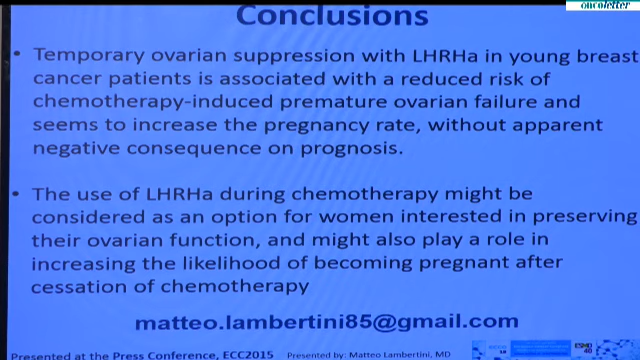 oncoletter
Conclusions
• Temporary ovarian suppression with LHRHa in young breast
cancer patients is associated with a reduced risk of
chemotherapy-induced premature ovarian failure and
seems to increase the pregnancy rate, without apparent
negative consequence on prognosis.
• The use of LHRHa during chemotherapy might be
considered as an option for women interested in preserving
their ovarian function, and might also play a role in
increasing the likelihood of becoming pregnant after
cessation of chemotherapy
matteo.lambertini85@gmail.com
Presented at the Press Conference, ECC2015 Presented by: Matteo Lambertini, MD
ESMO